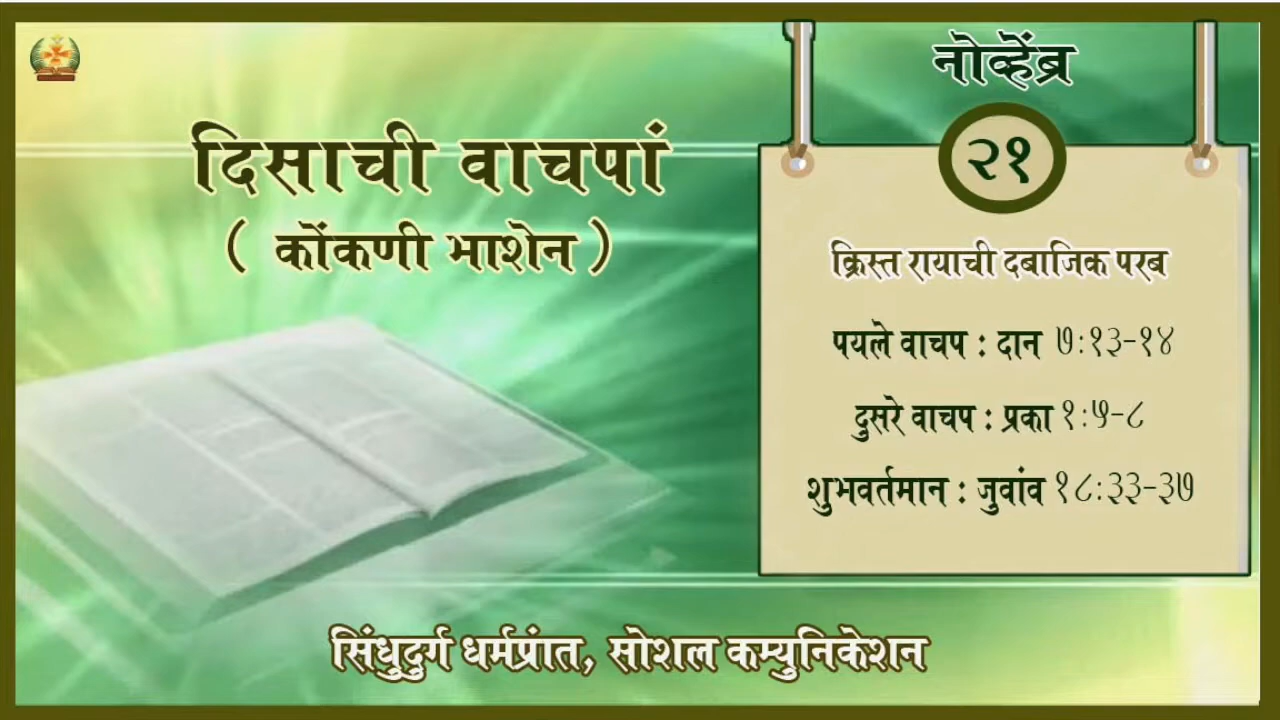 दिसाची वाचपां
( कोंकणी भाशेन )
नोव्हेंब्र
२१
क्रिस्त रायाची दबाजिक परब
पयले वाचप : दान ७:१३-१४
दुसरे वाचप : प्रका १:५-८
शुभवर्तमान : जुवांव १८:३३-३७
सिंधुदुर्ग धर्मप्रांत, सोशल कम्युनिकेशन